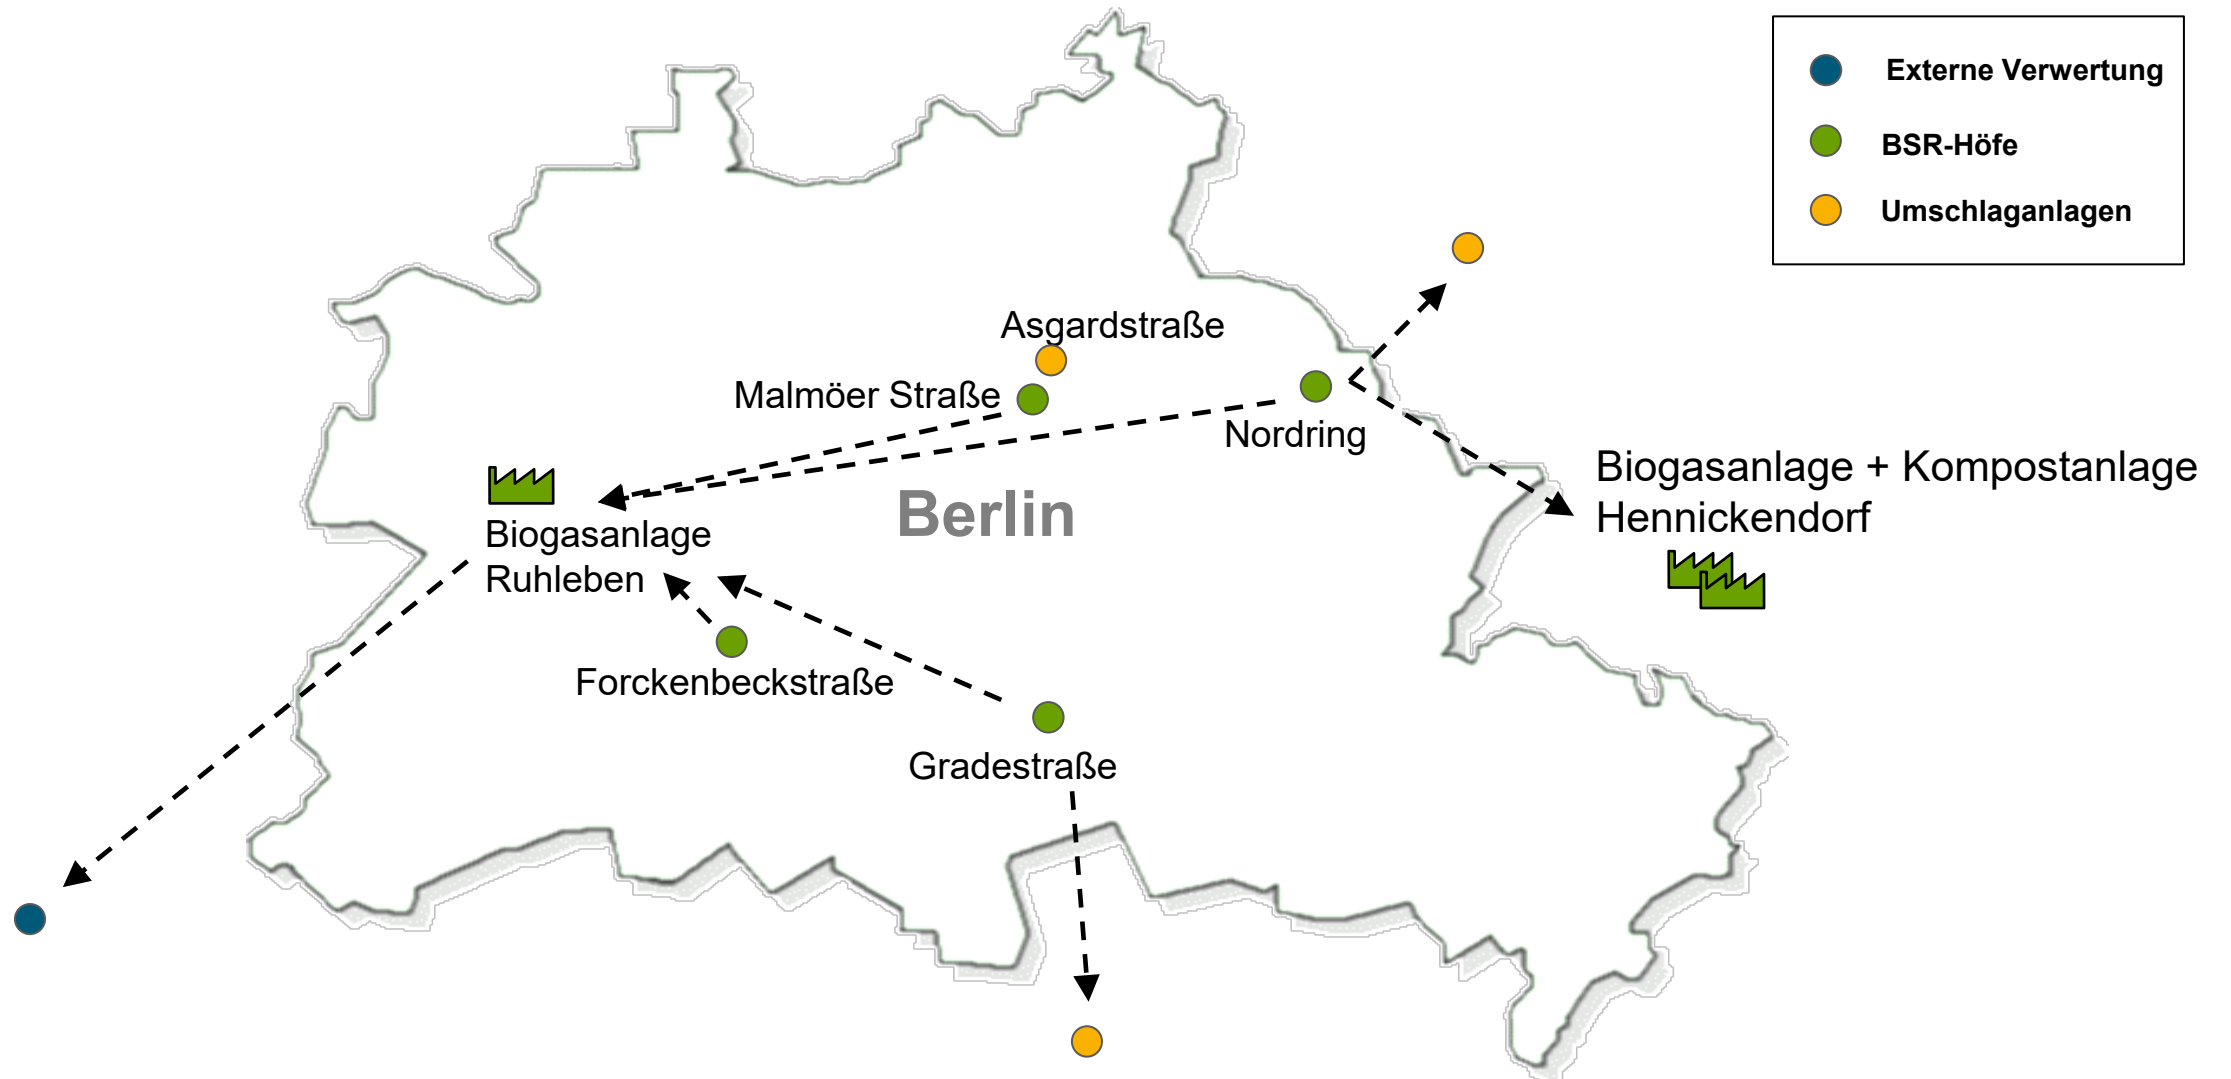 Externe Verwertung
BSR-Höfe
Umschlaganlagen
Asgardstraße
Malmöer Straße
Nordring
Biogasanlage + Kompostanlage
Hennickendorf
Berlin
Biogasanlage
Ruhleben
Forckenbeckstraße
Gradestraße